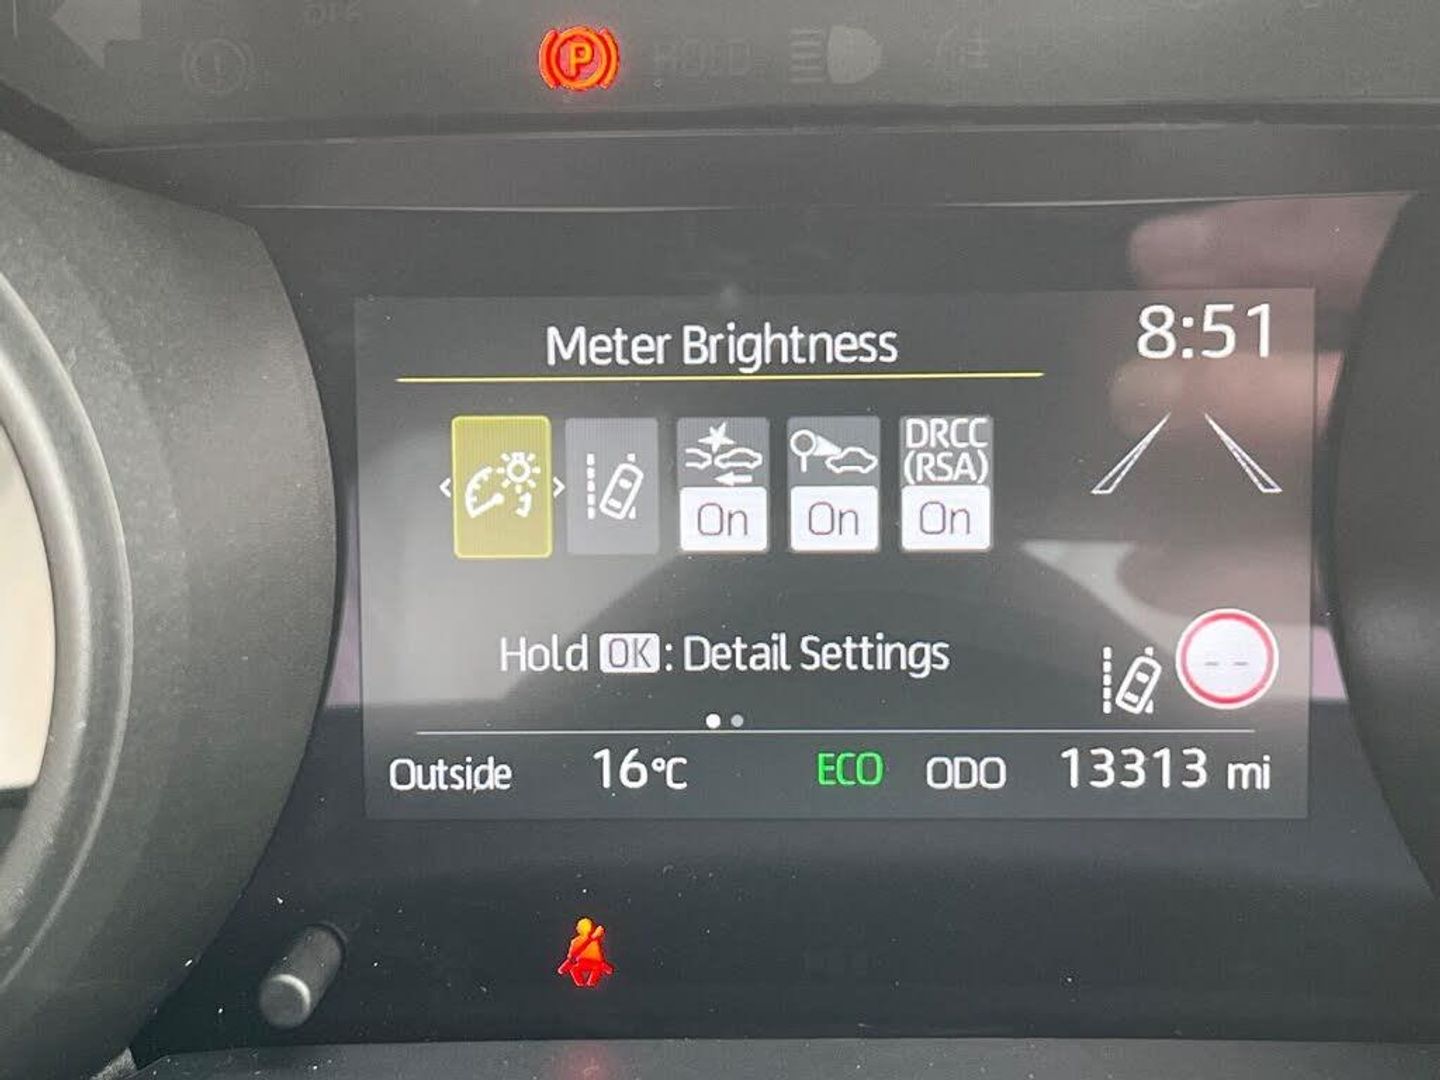 P
HOLD
Meter Brightness
8:51
DRCC
(RSA)
On
On
On
Hold OK : Detail Settings
-- --
Outside 16°C ECO ODO 13313 mi